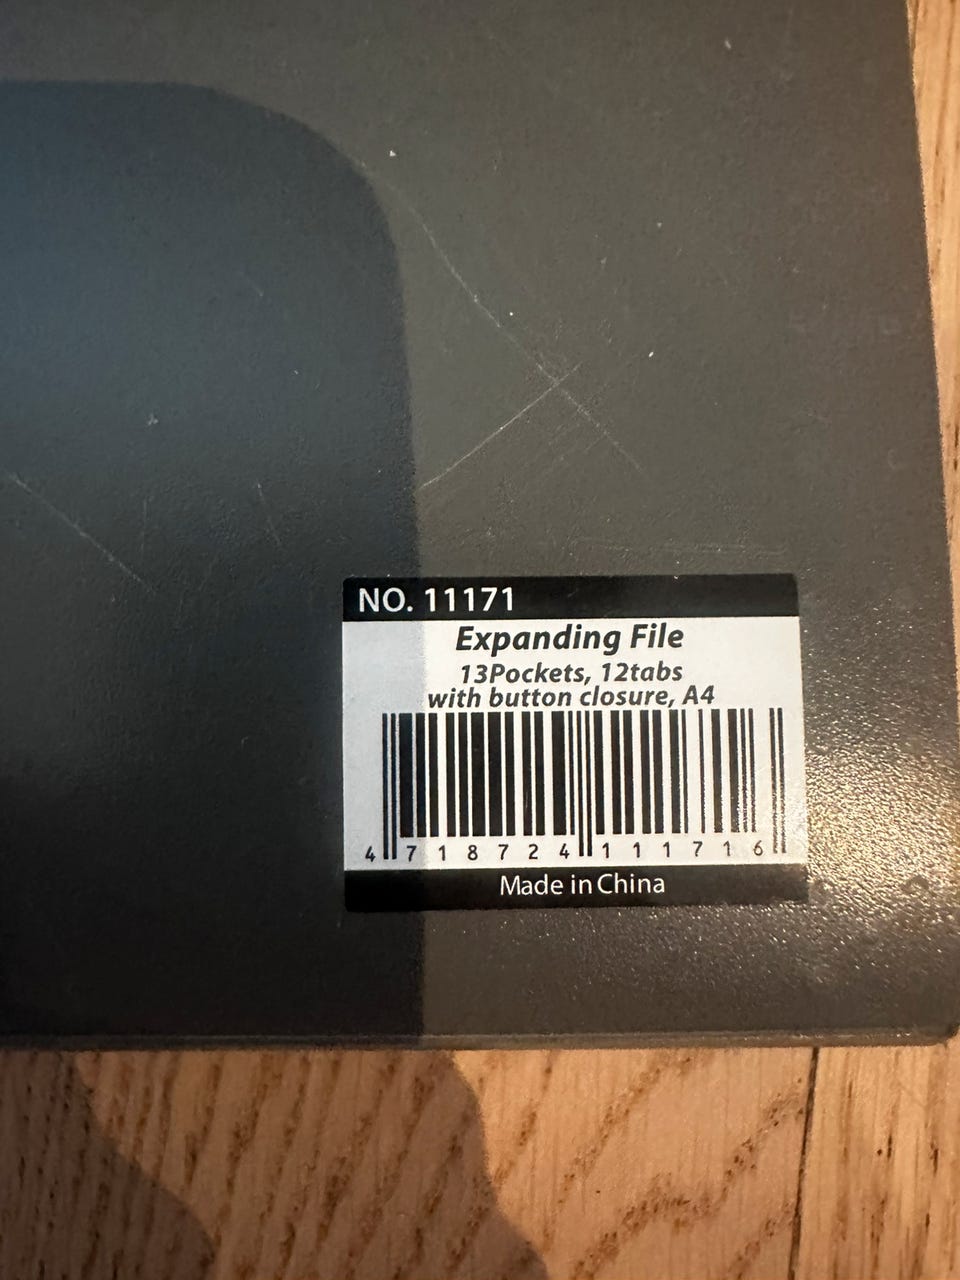 NO. 11171
Expanding File
13Pockets, 12tabs
with button closure, A4
4 718724 111716
Made in China